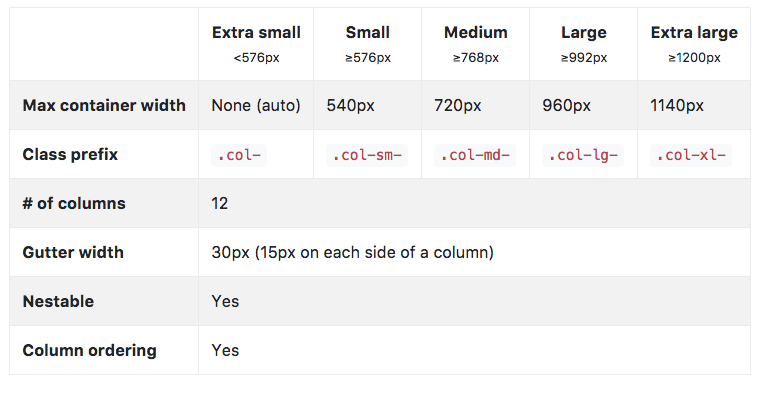 Extra small Small Medium Large Extra large
<576px ≥576px ≥768px ≥992px ≥1200px
Max container width None (auto) 540px 720px 960px 1140px
Class prefix .col- .col-sm- .col-md- .col-lg- .col-xl-
# of columns 12
Gutter width 30px (15px on each side of a column)
Nestable Yes
Column ordering Yes